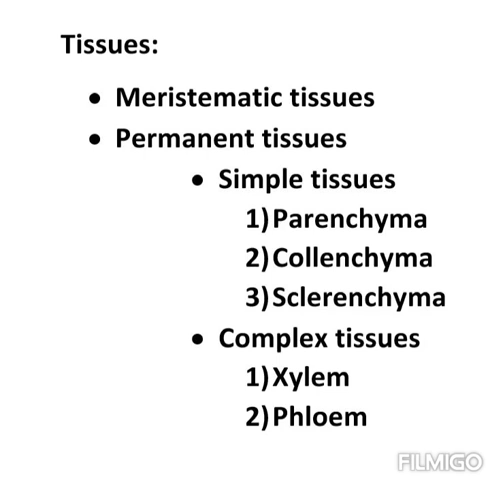 Tissues:
• Meristematic tissues
• Permanent tissues
• Simple tissues
1)Parenchyma
2)Collenchyma
3)Sclerenchyma
• Complex tissues
1)Xylem
2)Phloem
FILMIGO